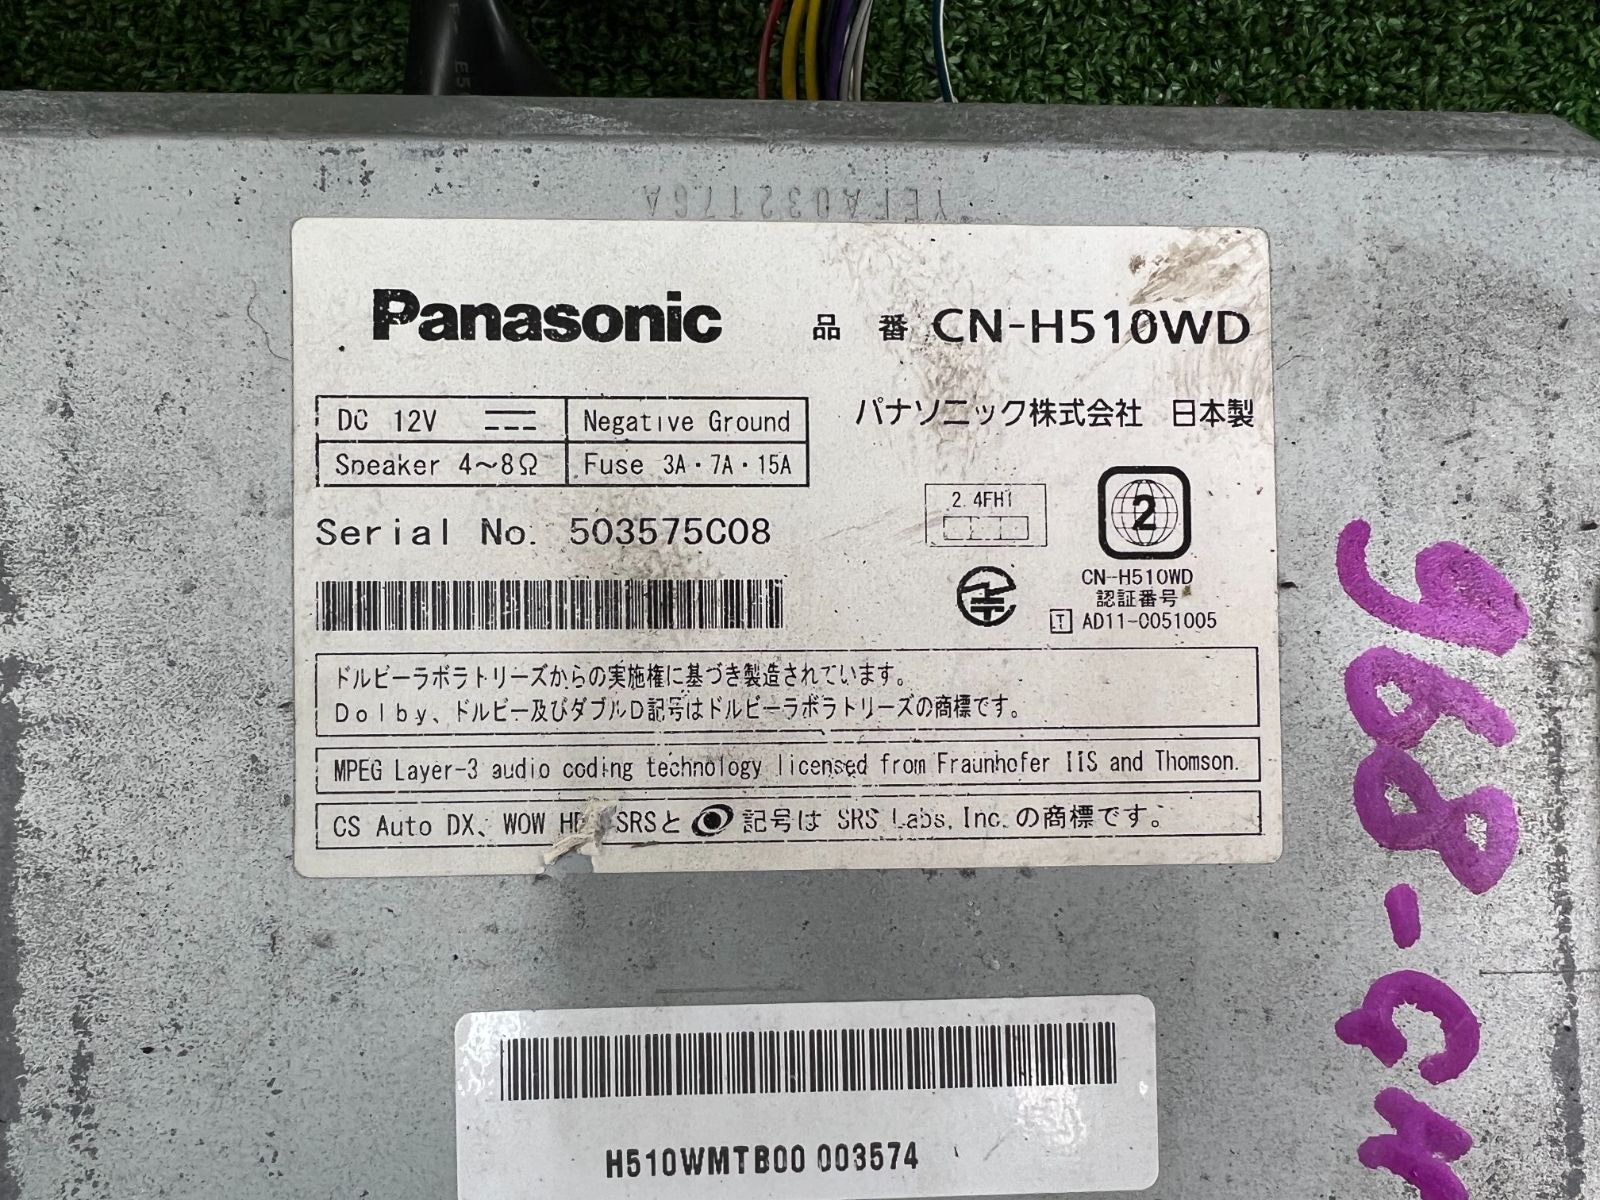 YEFA032176A
Panasonic 品番 CN-H510WD
DC 12V Negative Ground
Speaker 4~8Ω Fuse 3A・7A・15A
パナソニック株式会社 日本製
Serial No. 503575C08
2.4FH1
2
CN-H510WD
認証番号
T AD11-0051005
ドルビーラボラトリーズからの実施権に基づき製造されています。
Dolby、ドルビー及びダブルD記号はドルビーラボラトリーズの商標です。
MPEG Layer-3 audio coding technology licensed from Fraunhofer IIS and Thomson.
CS Auto DX、WOW SRSと 記号は SRS Labs, Inc.の商標です。
H510WMTB00 003574